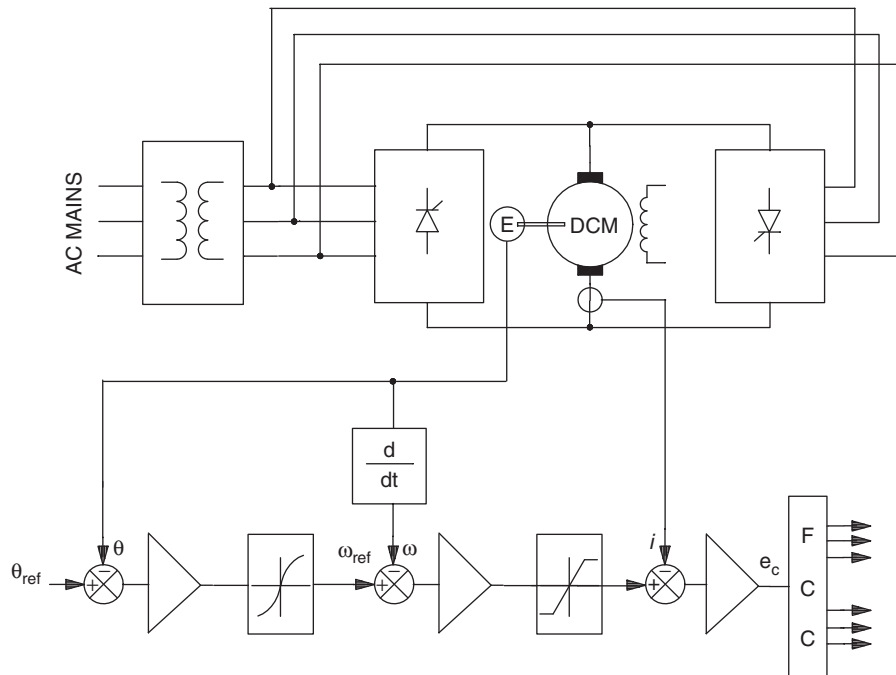 AC MAINS
E
DCM
d
dt
θ
θref
ωref
ω
i
ec
F
C
C
+
−
+
−
+
−